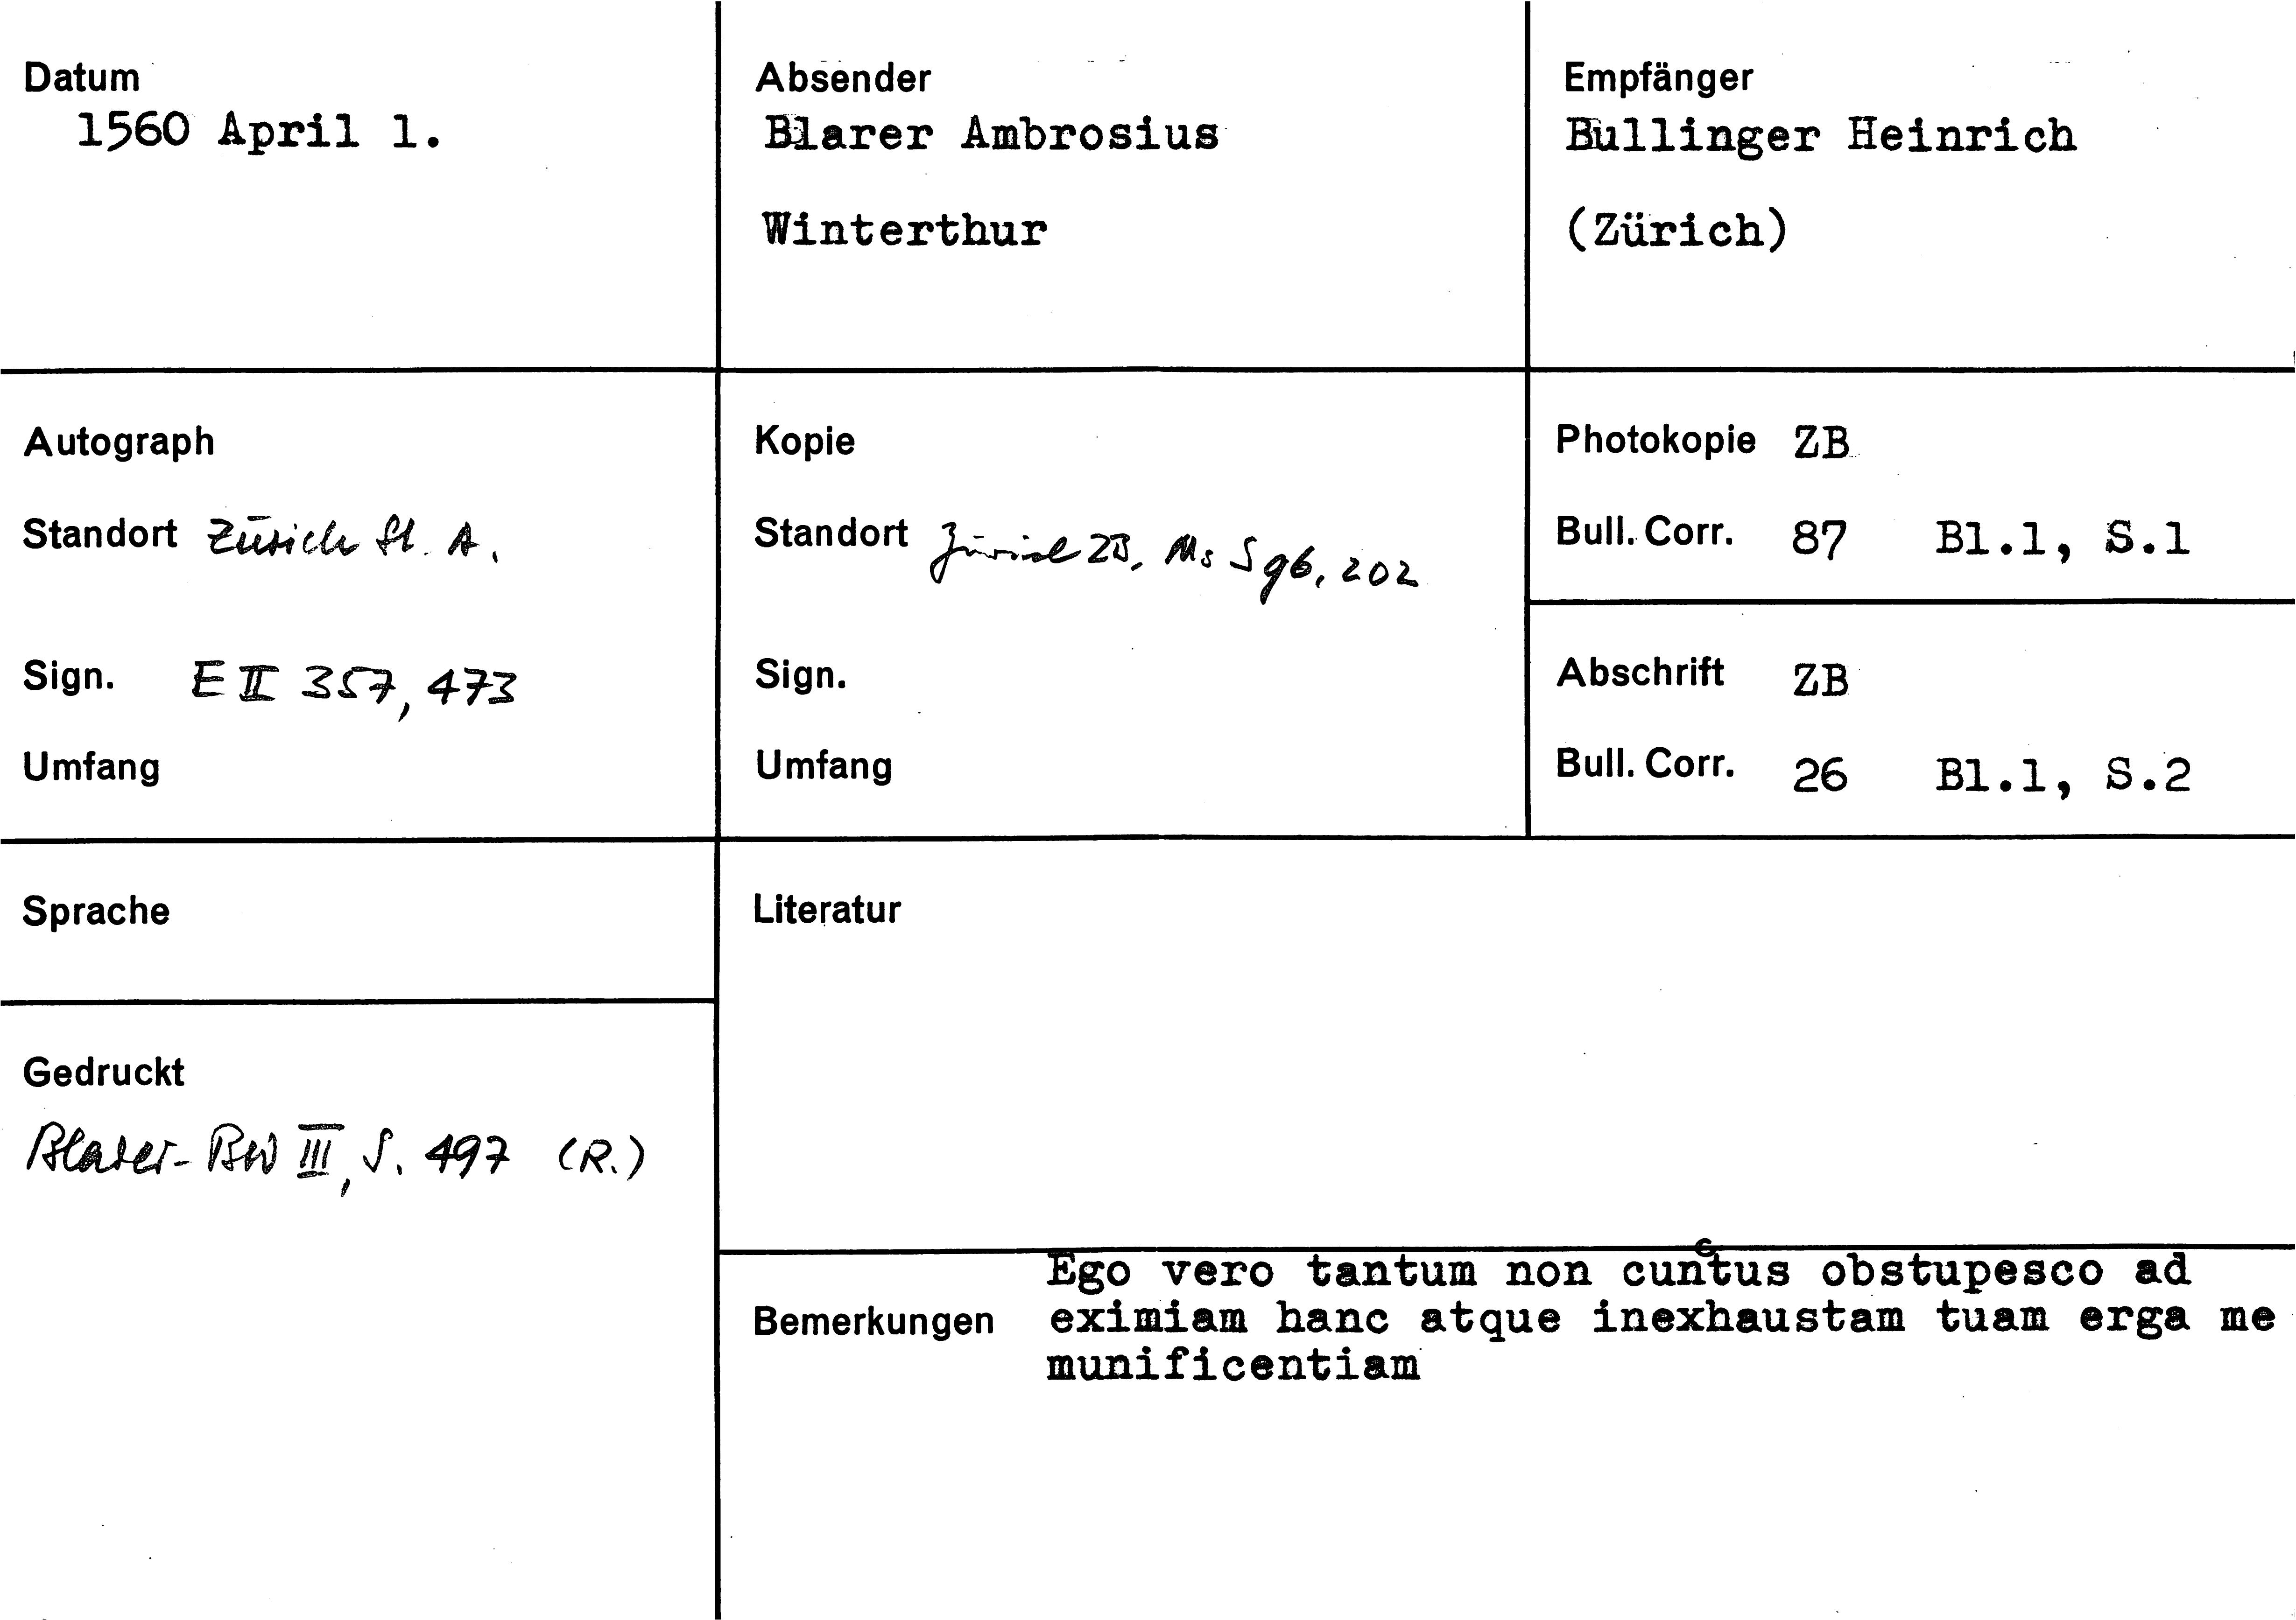 Datum
1560 April 1.
Absender
Blarer Ambrosius
Winterthur
Empfänger
Bullinger Heinrich
(Zürich)
Autograph
Standort Zürich St. A.
Sign. E II 357, 473
Umfang
Kopie
Standort Zürich ZB, Ms S 96, 202
Sign.
Umfang
Photokopie ZB
Bull. Corr. 87 Bl.1, S.1
Abschrift ZB
Bull. Corr. 26 Bl.1, S.2
Sprache
Gedruckt
Blarer-BW III, S. 497 (R.)
Literatur
Bemerkungen
Ego vero tantum non cunctus obstupesco ad
eximiam hanc atque inexhaustam tuam erga me
munificentiam